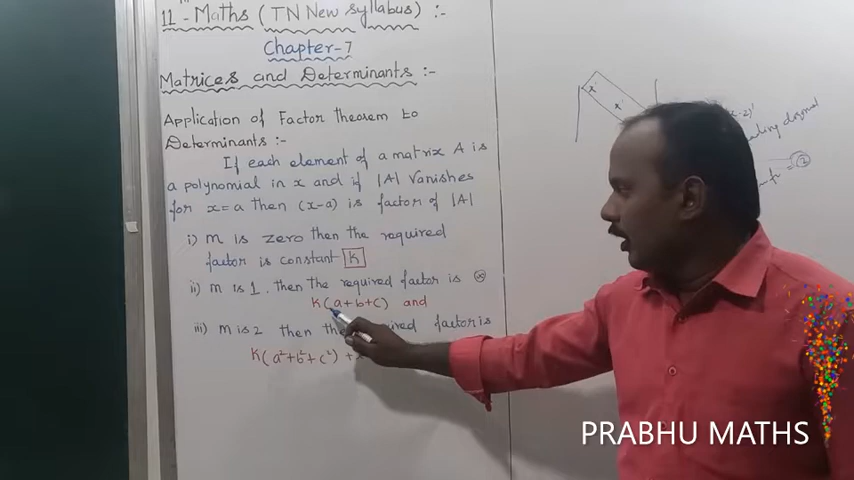 11 - Maths (TN New syllabus) :-
Chapter-7
Matrices and Determinants :-
Application of Factor theorem to
Determinants :-
If each element of a matrix A is
a polynomial in x and if |A| Vanishes
for x=a then (x-a) is factor of |A|
i) m is zero then the required
factor is constant K
ii) m is 1. then the required factor is
K(a+b+c) and
iii) m is 2 then the required factor is
K(a²+b²+c²) +
x x
leading diagonal
= 2
PRABHU MATHS